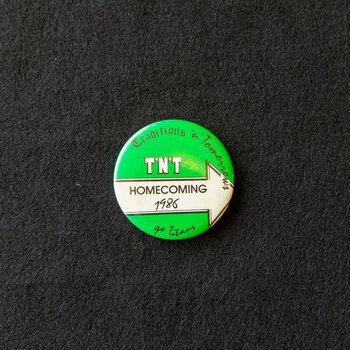 Traditions 'n' Tomorrows
T'N'T
HOMECOMING
1986
go Titans